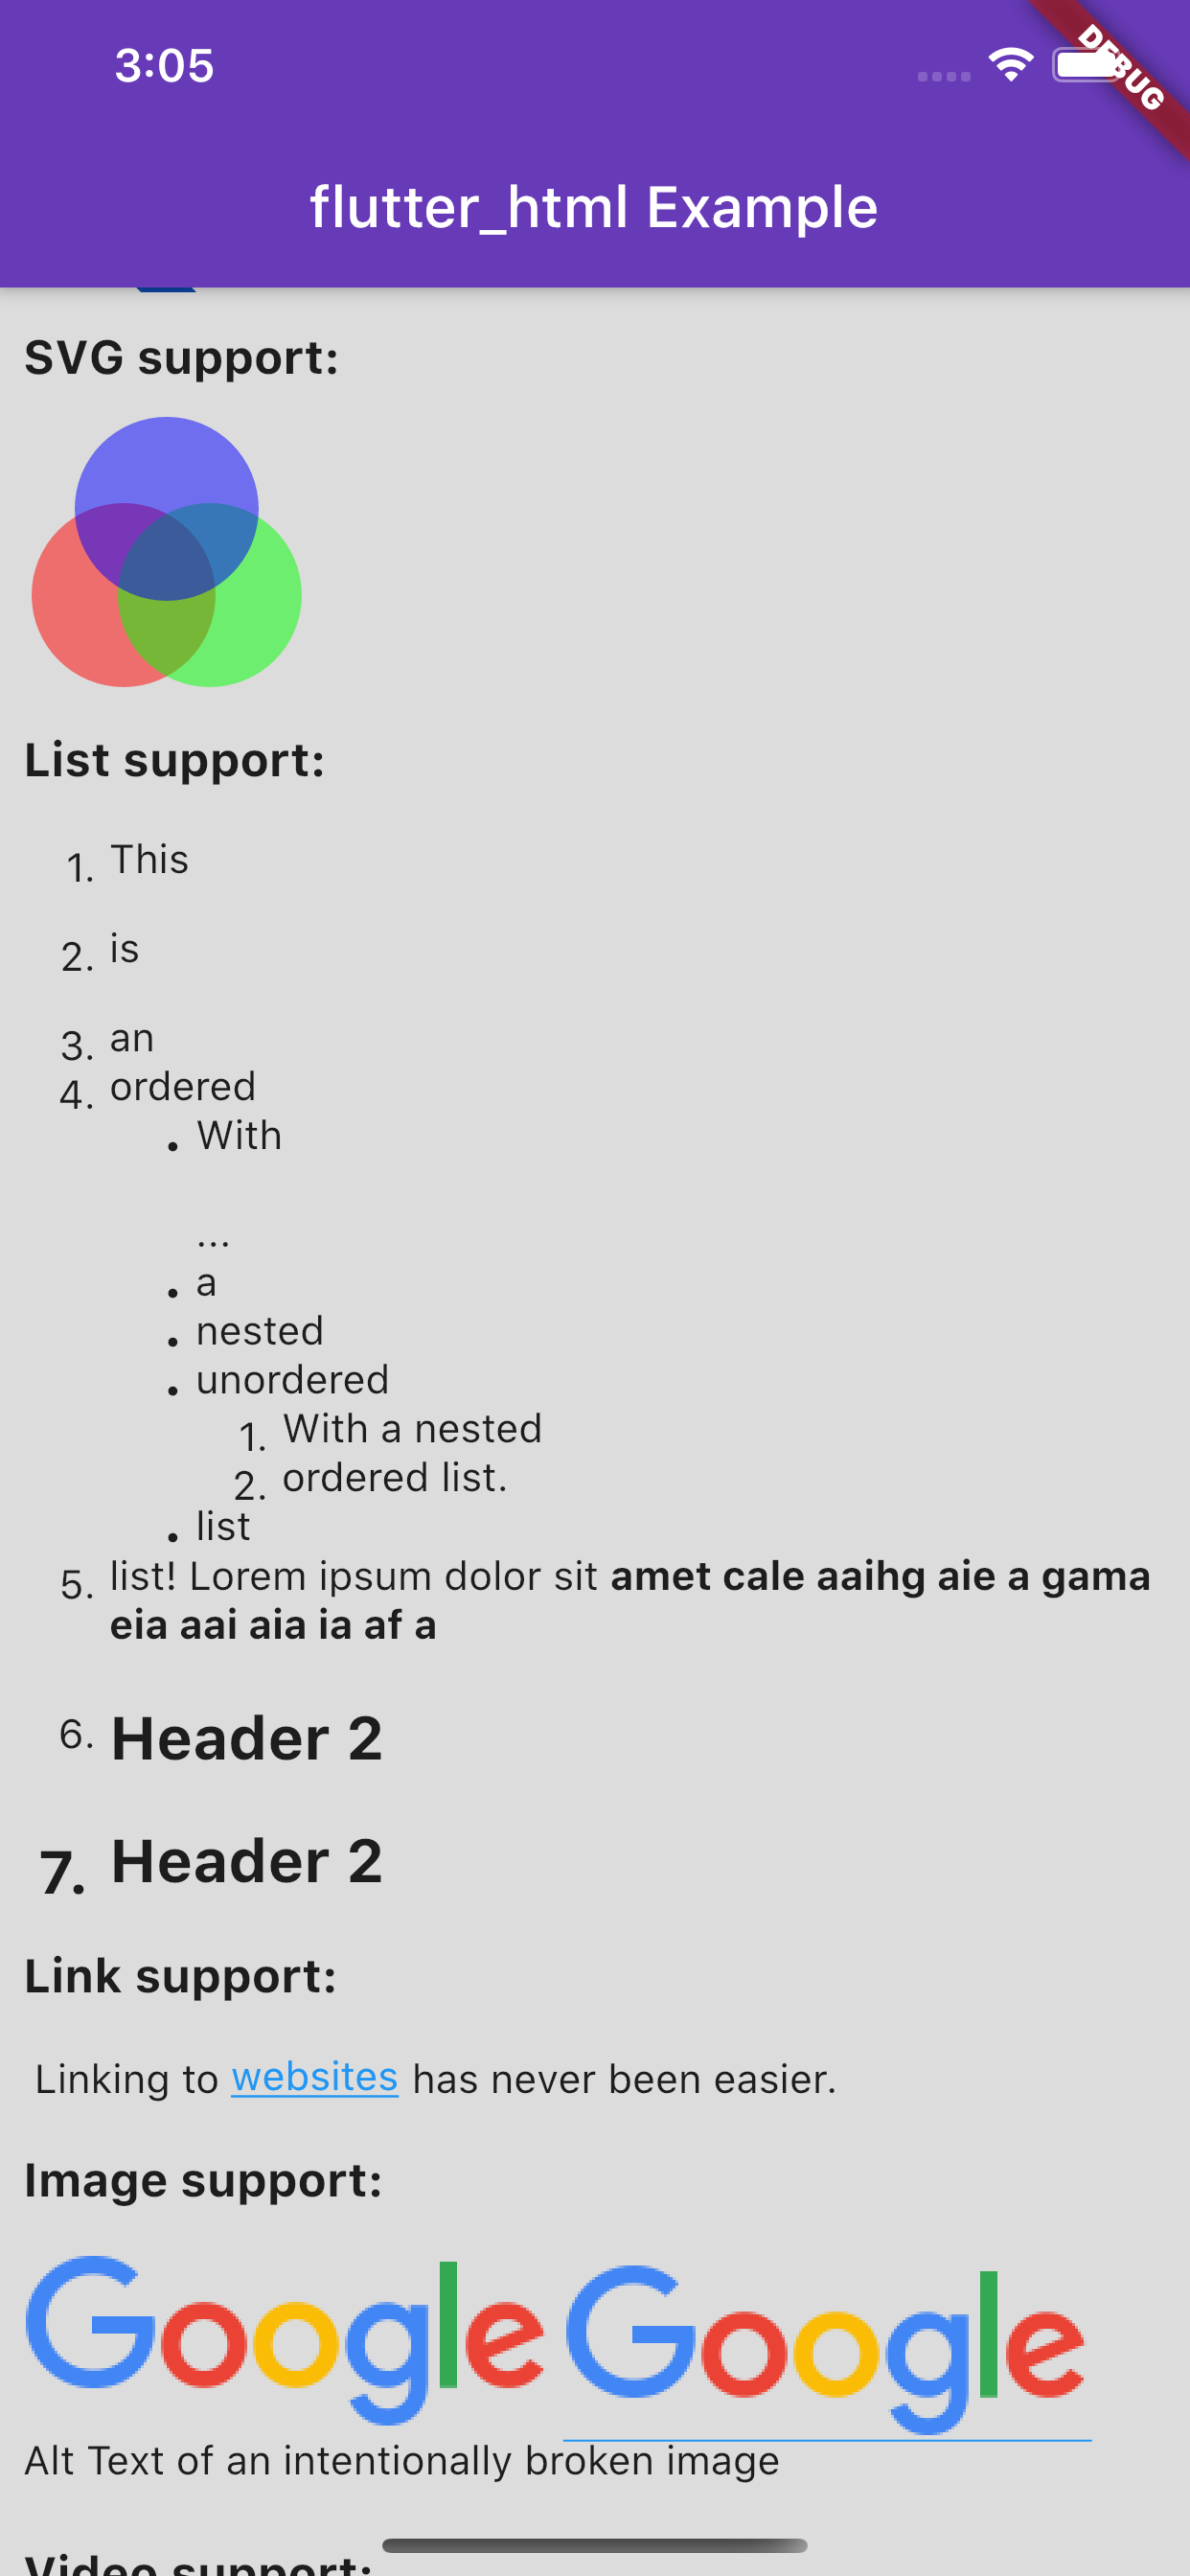 3:05
DEBUG
flutter_html Example
SVG support:
List support:
1. This
2. is
3. an
4. ordered
• With
...
• a
• nested
• unordered
1. With a nested
2. ordered list.
• list
5. list! Lorem ipsum dolor sit amet cale aaihg aie a gama
eia aai aia ia af a
6. Header 2
7. Header 2
Link support:
Linking to websites has never been easier.
Image support:
Google Google
Alt Text of an intentionally broken image
Video support: